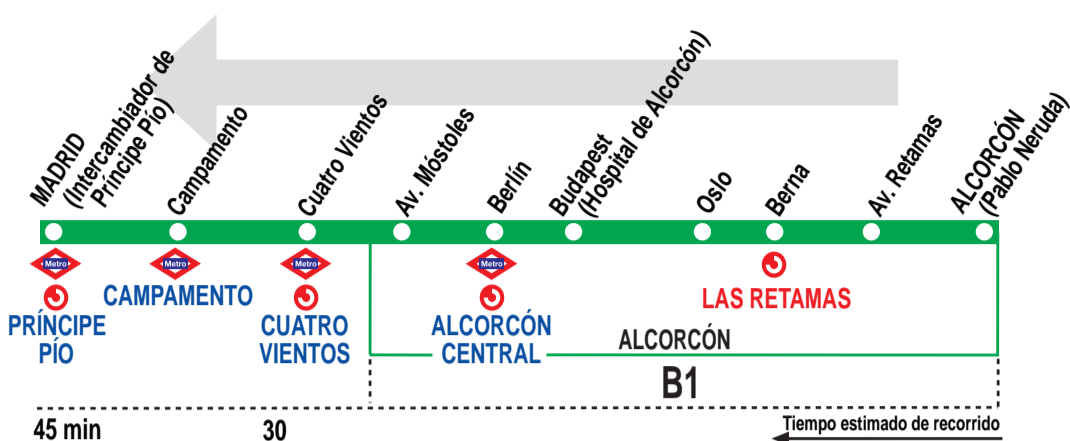 MADRID
(Intercambiador de
Príncipe Pío)
Campamento
Cuatro Vientos
Av. Móstoles
Berlín
Budapest
(Hospital de Alcorcón)
Oslo
Berna
Av. Retamas
ALCORCÓN
(Pablo Neruda)
Metro
Metro
Metro
Metro
PRÍNCIPE
PÍO
CAMPAMENTO
CUATRO
VIENTOS
ALCORCÓN
CENTRAL
LAS RETAMAS
ALCORCÓN
B1
45 min
30
Tiempo estimado de recorrido